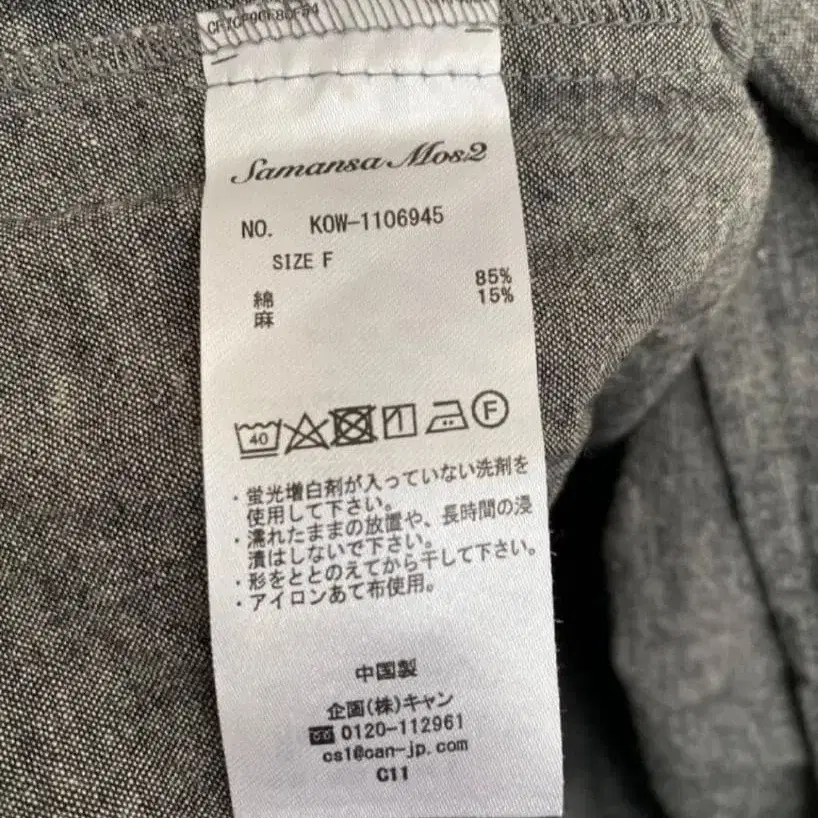 Samansa Mos2
NO. KOW-1106945
SIZE F
綿 85%
麻 15%
40
F
・蛍光増白剤が入っていない洗剤を
使用して下さい。
・濡れたままの放置や、長時間の浸
漬はしないで下さい。
・形をととのえてから干して下さい。
・アイロンあて布使用。
中国製
企画(株)キャン
0120-112961
cs1@can-jp.com
C11